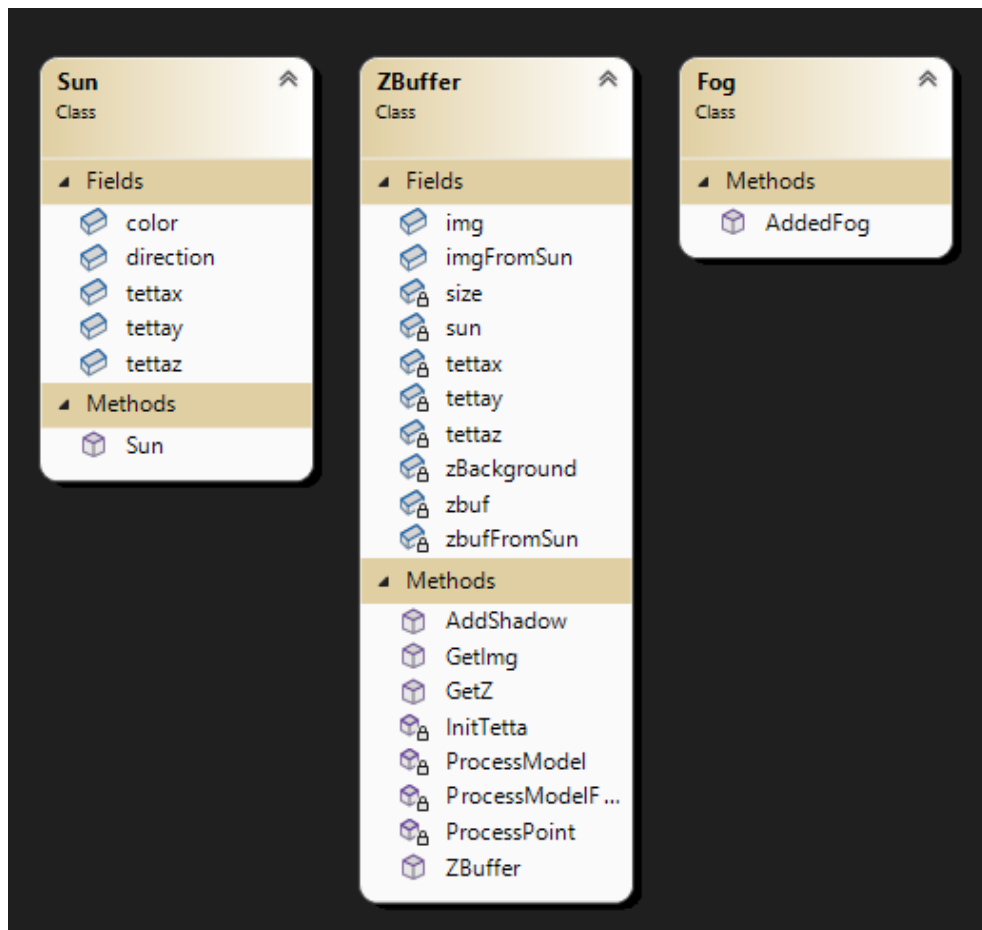 Sun
Class
Fields
color
direction
tettax
tettay
tettaz
Methods
Sun
ZBuffer
Class
Fields
img
imgFromSun
size
sun
tettax
tettay
tettaz
zBackground
zbuf
zbufFromSun
Methods
AddShadow
GetImg
GetZ
InitTetta
ProcessModel
ProcessModelF...
ProcessPoint
ZBuffer
Fog
Class
Methods
AddedFog